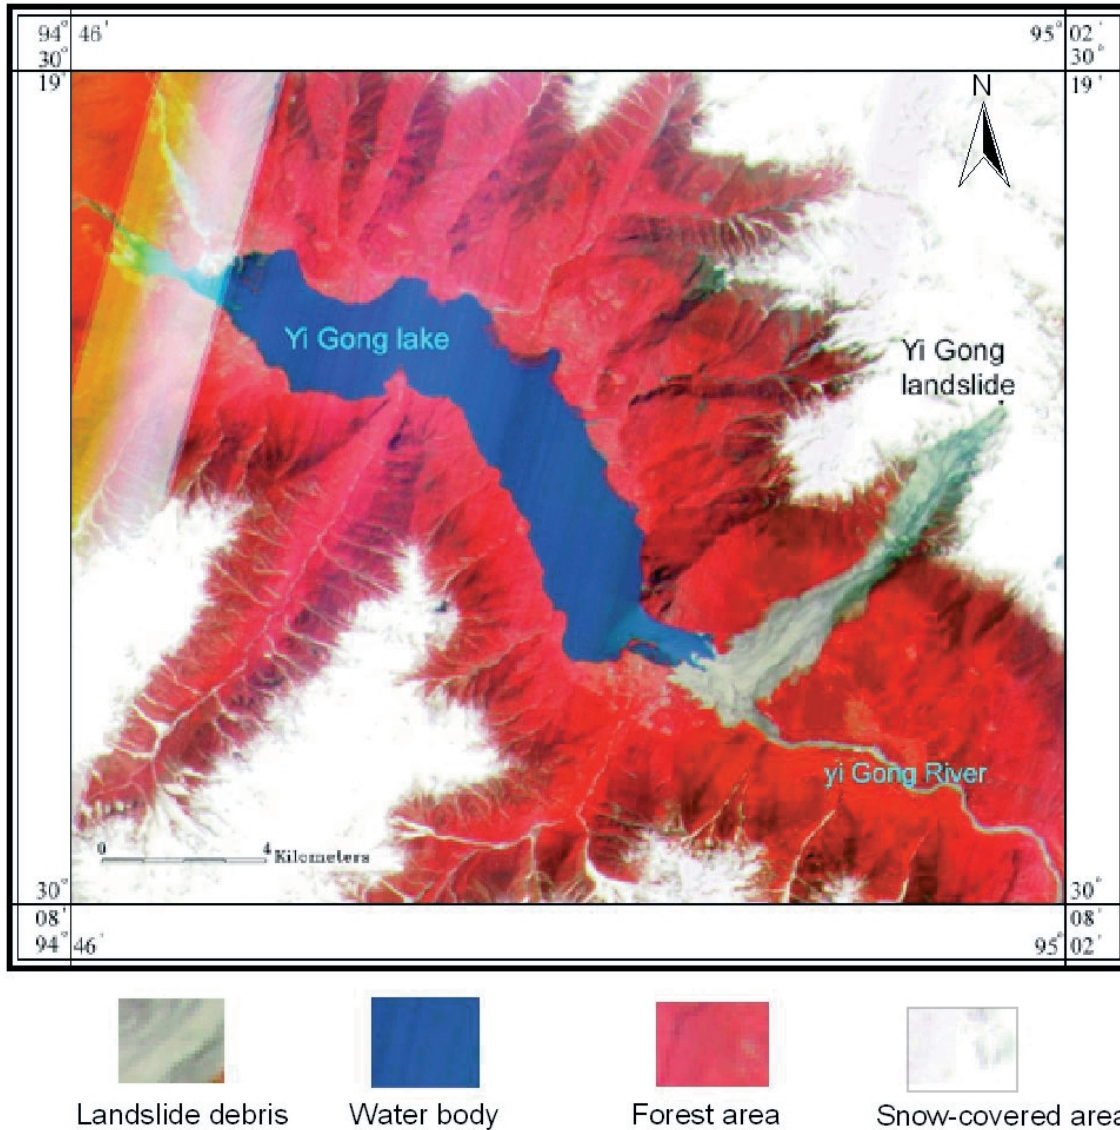 94° 46'
95° 02'
30°
30°
19'
19'
N
Yi Gong lake
Yi Gong
landslide
yi Gong River
0 4 Kilometers
30°
30°
08'
08'
94° 46'
95° 02'
Landslide debris
Water body
Forest area
Snow-covered area